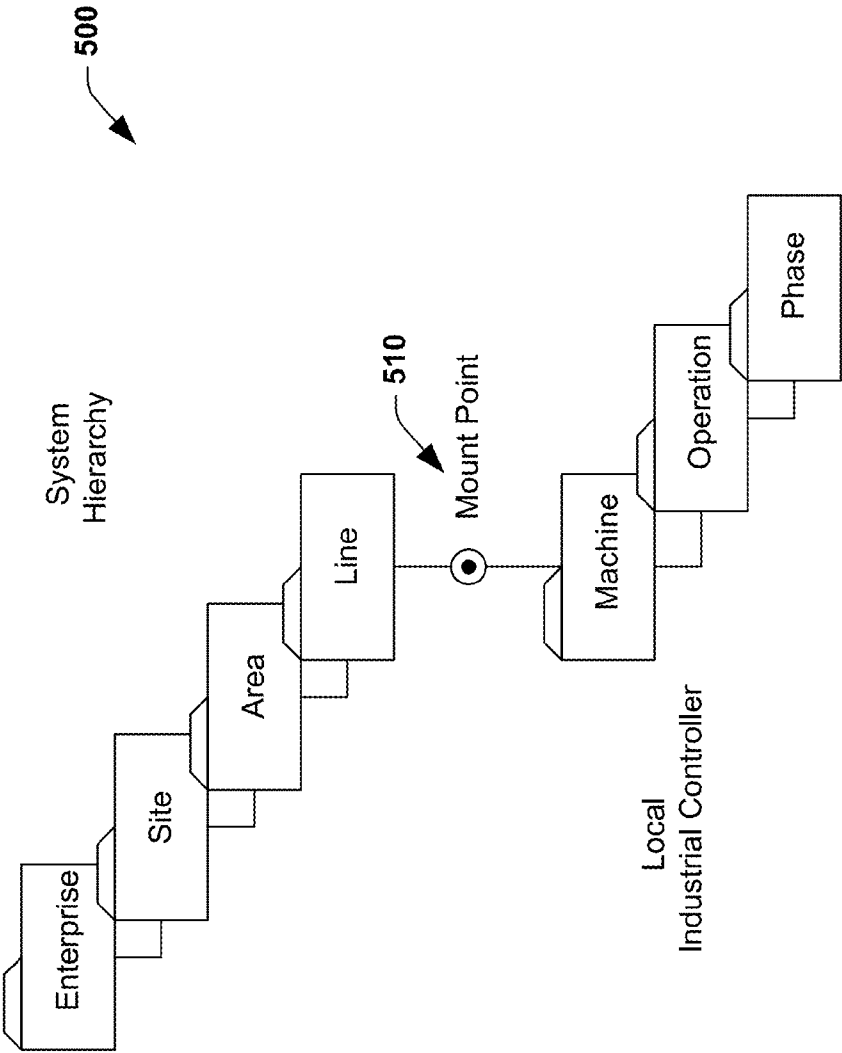 500
System
Hierarchy
Enterprise
Site
Area
Line
510
Mount Point
Local
Industrial Controller
Machine
Operation
Phase